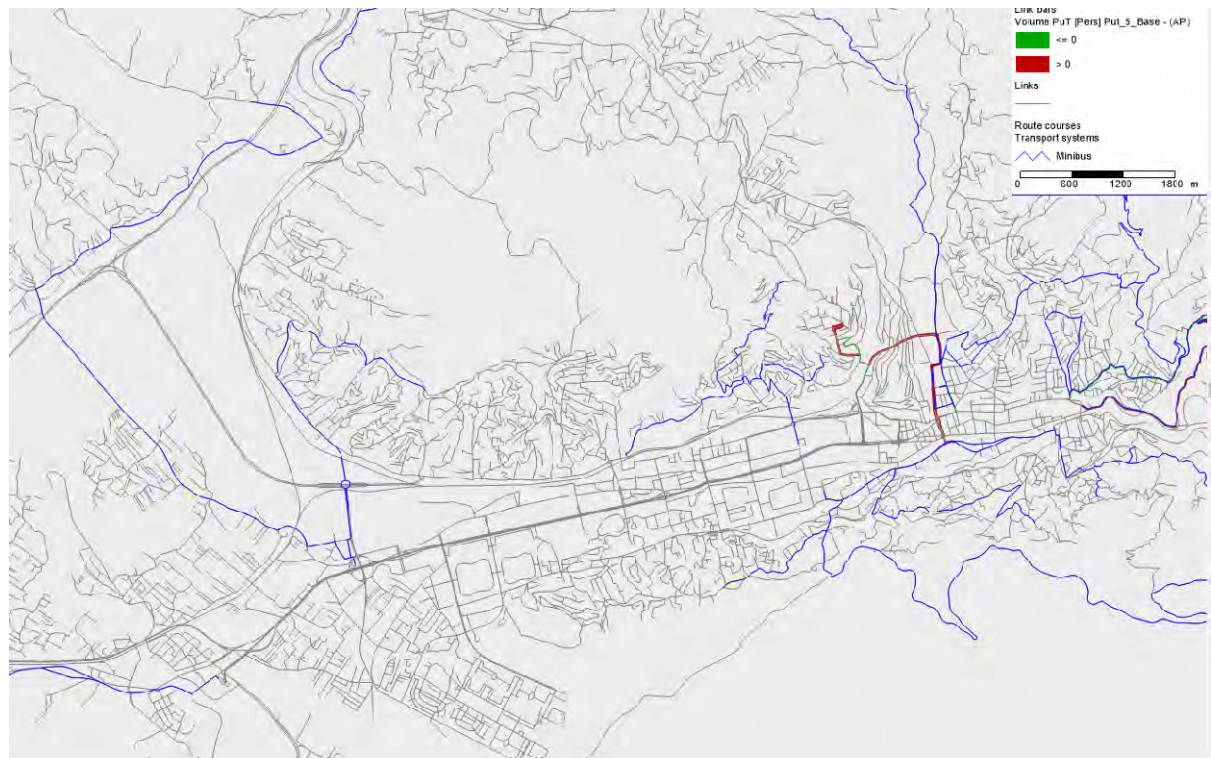 Link bars
Volume PuT [Pers] Put_5_Base - (AP)
<= 0
> 0
Links
Route courses
Transport systems
Minibus
0 600 1200 1800 m